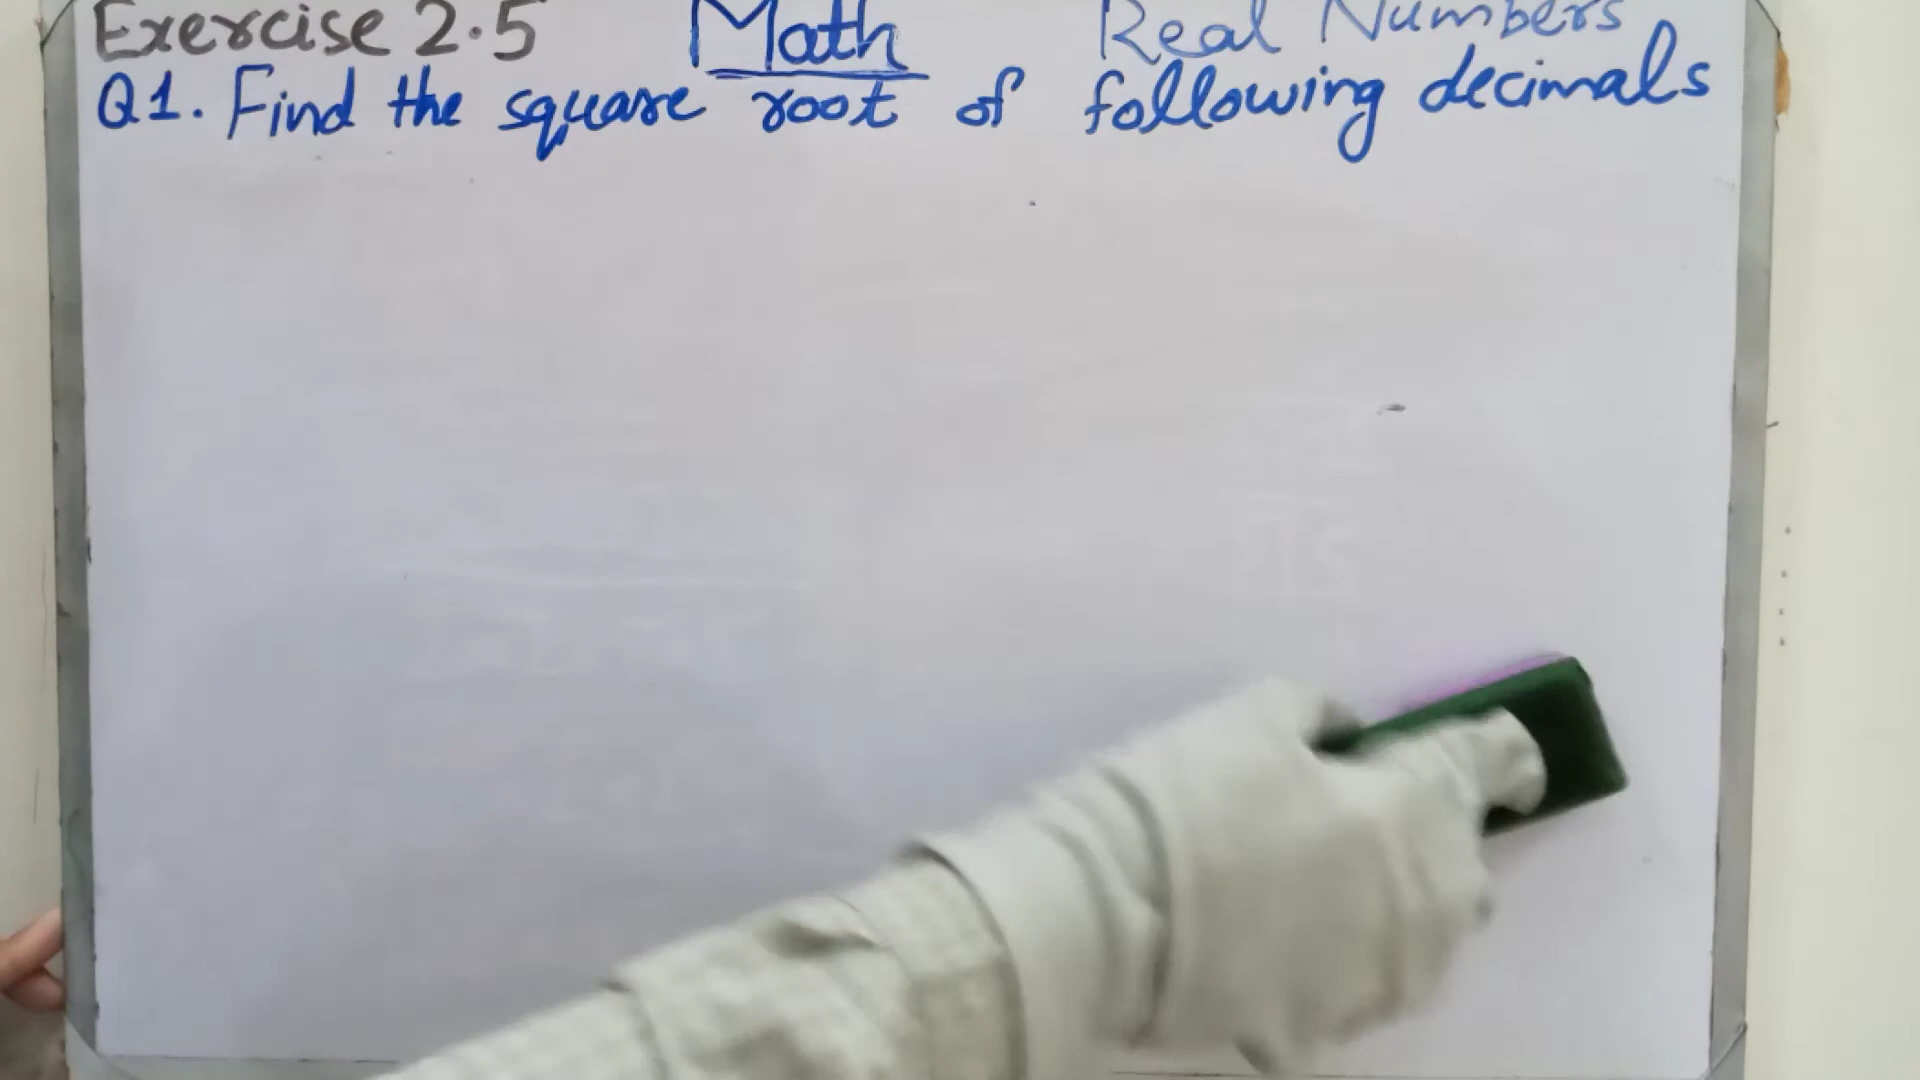 Exercise 2.5 Math Real Numbers
Q1. Find the square root of following decimals